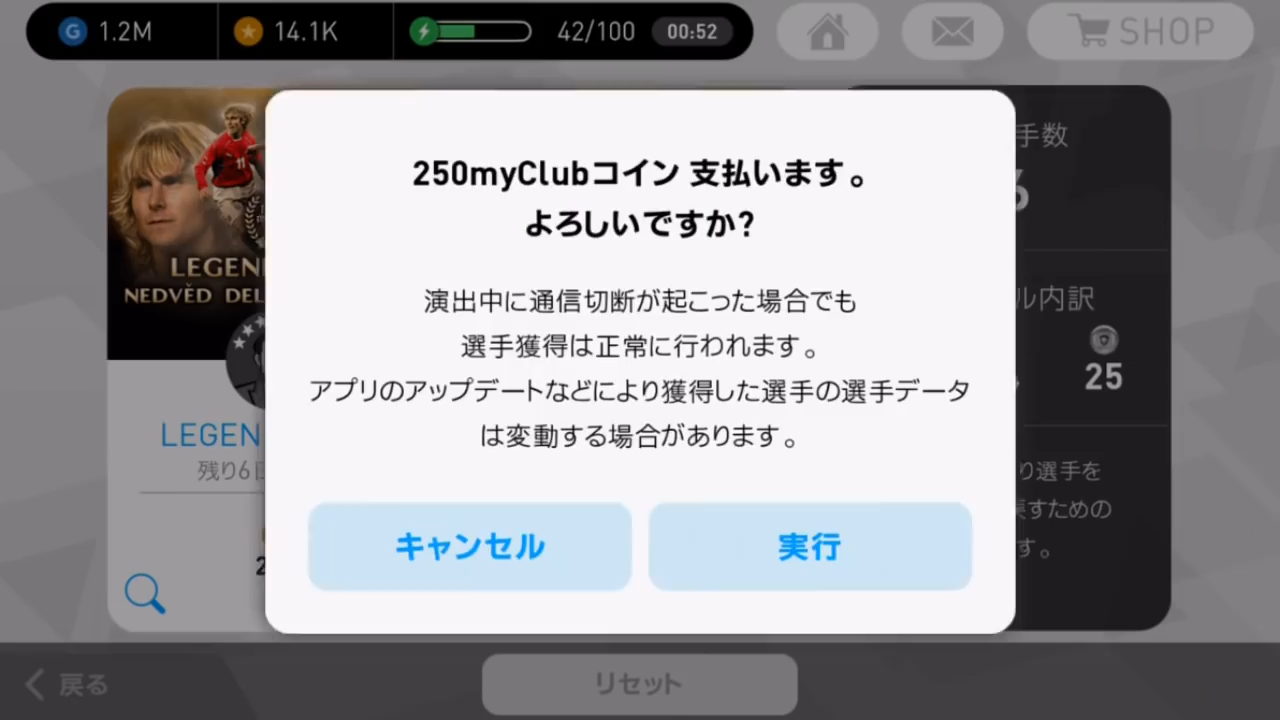 1.2M
14.1K
42/100
00:52
SHOP
250myClubコイン 支払います。
よろしいですか?
演出中に通信切断が起こった場合でも
選手獲得は正常に行われます。
アプリのアップデートなどにより獲得した選手の選手データ
は変動する場合があります。
キャンセル
実行
LEGEN
NEDVĚD DEL
LEGEN
残り6
2
手数
6
ル内訳
25
り選手を
戻すための
す。
戻る
リセット